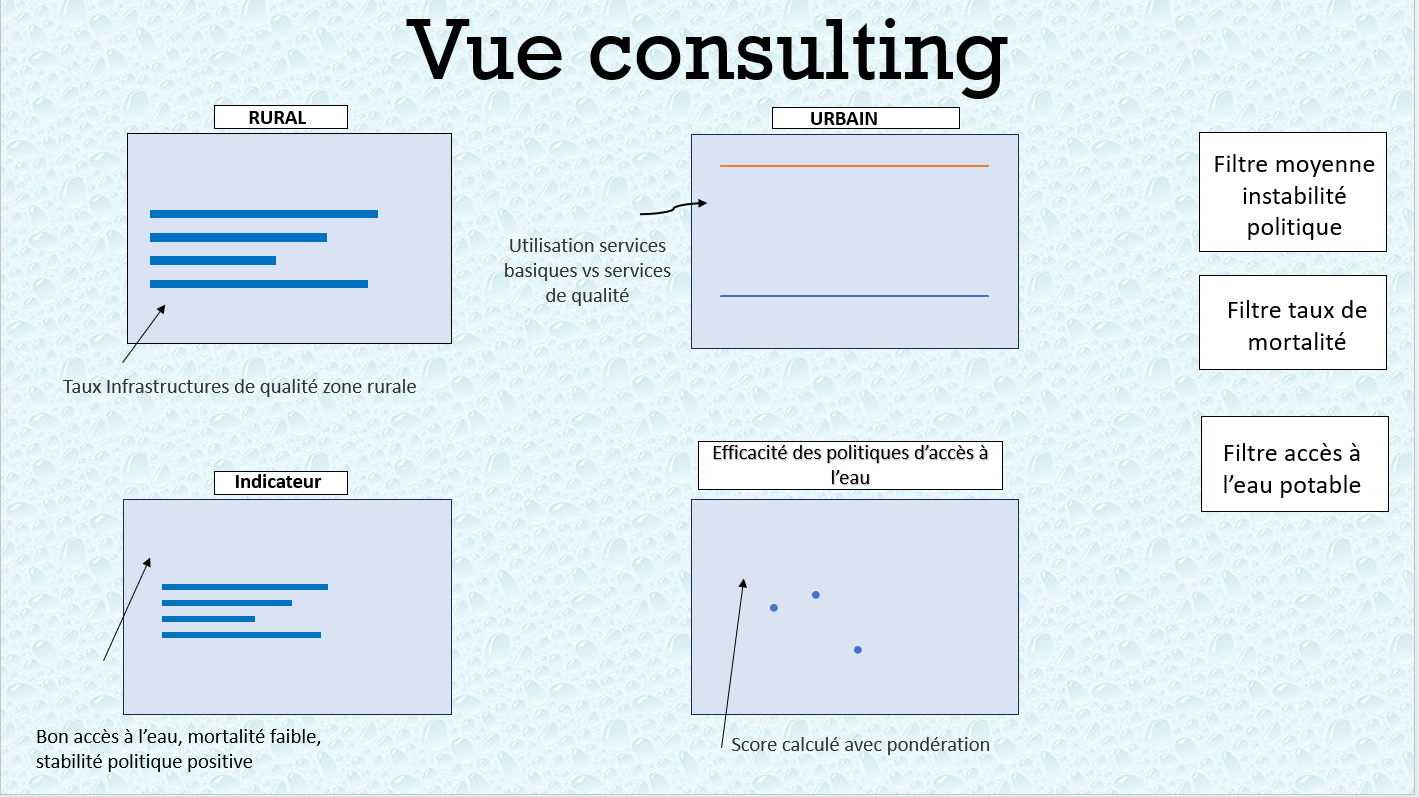 Vue consulting
RURAL
URBAIN
Filtre moyenne
instabilité
politique
Utilisation services
basiques vs services
de qualité
Filtre taux de
mortalité
Taux Infrastructures de qualité zone rurale
Filtre accès à
l’eau potable
Indicateur
Efficacité des politiques d’accès à
l’eau
Bon accès à l’eau, mortalité faible,
stabilité politique positive
Score calculé avec pondération